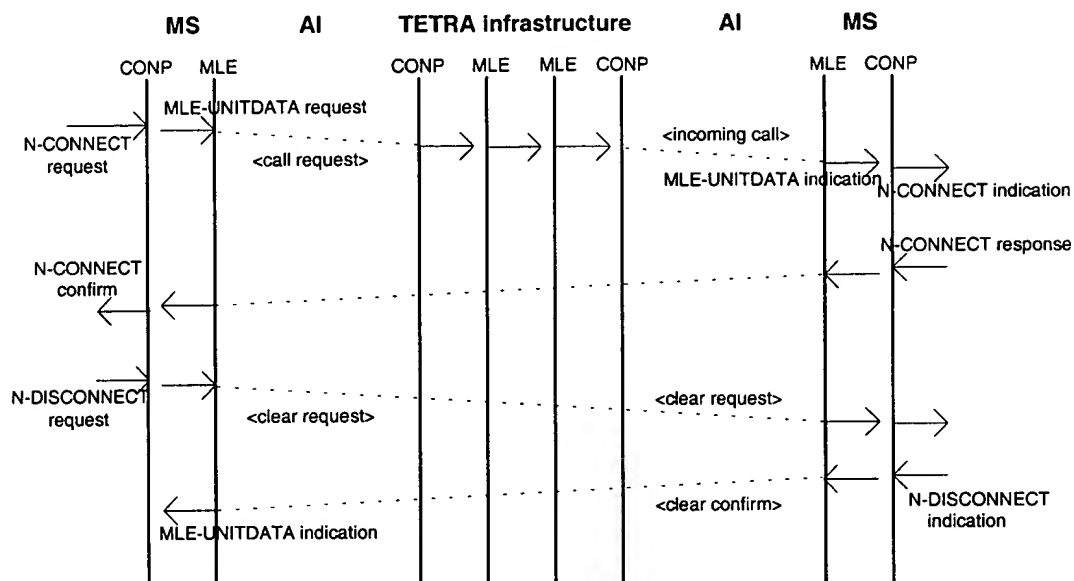 MS AI TETRA infrastructure AI MS
CONP MLE CONP MLE MLE CONP MLE CONP
MLE-UNITDATA request
N-CONNECT
request
<call request>
<incoming call>
MLE-UNITDATA indication
N-CONNECT indication
N-CONNECT response
N-CONNECT
confirm
N-DISCONNECT
request
<clear request>
<clear request>
<clear confirm>
N-DISCONNECT
indication
MLE-UNITDATA indication